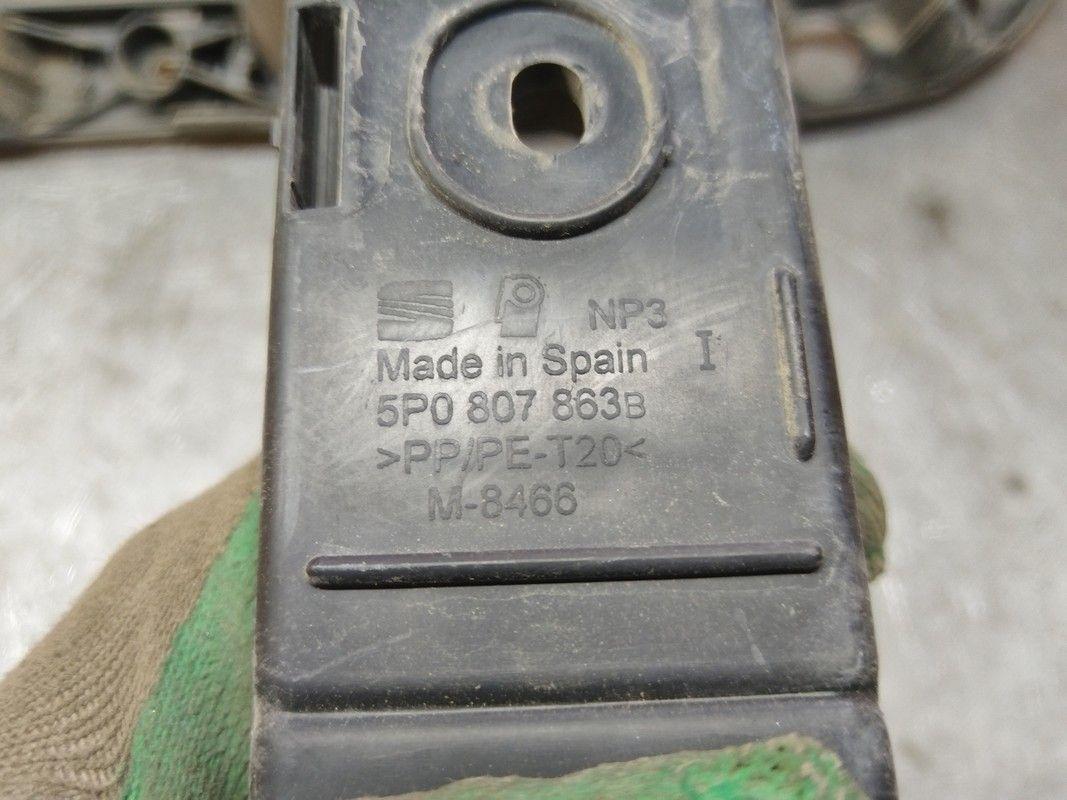 NP3
Made in Spain I
5P0 807 863B
>PP/PE-T20<
M-8466